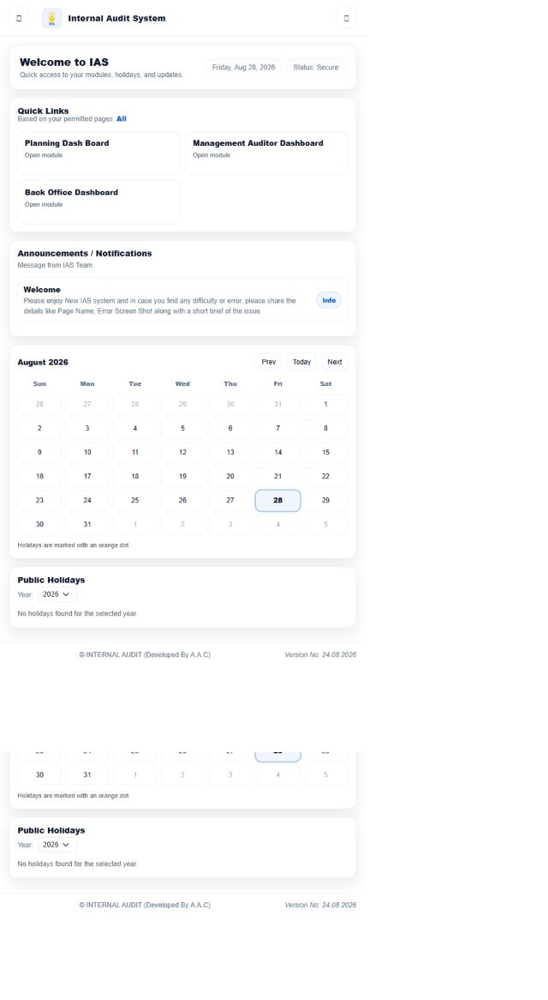 Internal Audit System
Welcome to IAS
Quick access to your modules, holidays, and updates.
Friday, Aug 28, 2026
Status: Secure
Quick Links
Based on your permitted pages. All
Planning Dash Board
Open module
Management Auditor Dashboard
Open module
Back Office Dashboard
Open module
Announcements / Notifications
Message from IAS Team
Welcome
Please enjoy New IAS system and in case you find any difficulty or error, please share the
details like Page Name, Error Screen Shot along with a short brief of the issue.
Info
August 2026
Prev Today Next
Sun Mon Tue Wed Thu Fri Sat
26 27 28 29 30 31 1
2 3 4 5 6 7 8
9 10 11 12 13 14 15
16 17 18 19 20 21 22
23 24 25 26 27 28 29
30 31 1 2 3 4 5
Holidays are marked with an orange dot.
Public Holidays
Year: 2026
No holidays found for the selected year.
© INTERNAL AUDIT (Developed By A.A.C) Version No: 24.08.2026
30 31 1 2 3 4 5
Holidays are marked with an orange dot.
Public Holidays
Year: 2026
No holidays found for the selected year.
© INTERNAL AUDIT (Developed By A.A.C) Version No: 24.08.2026